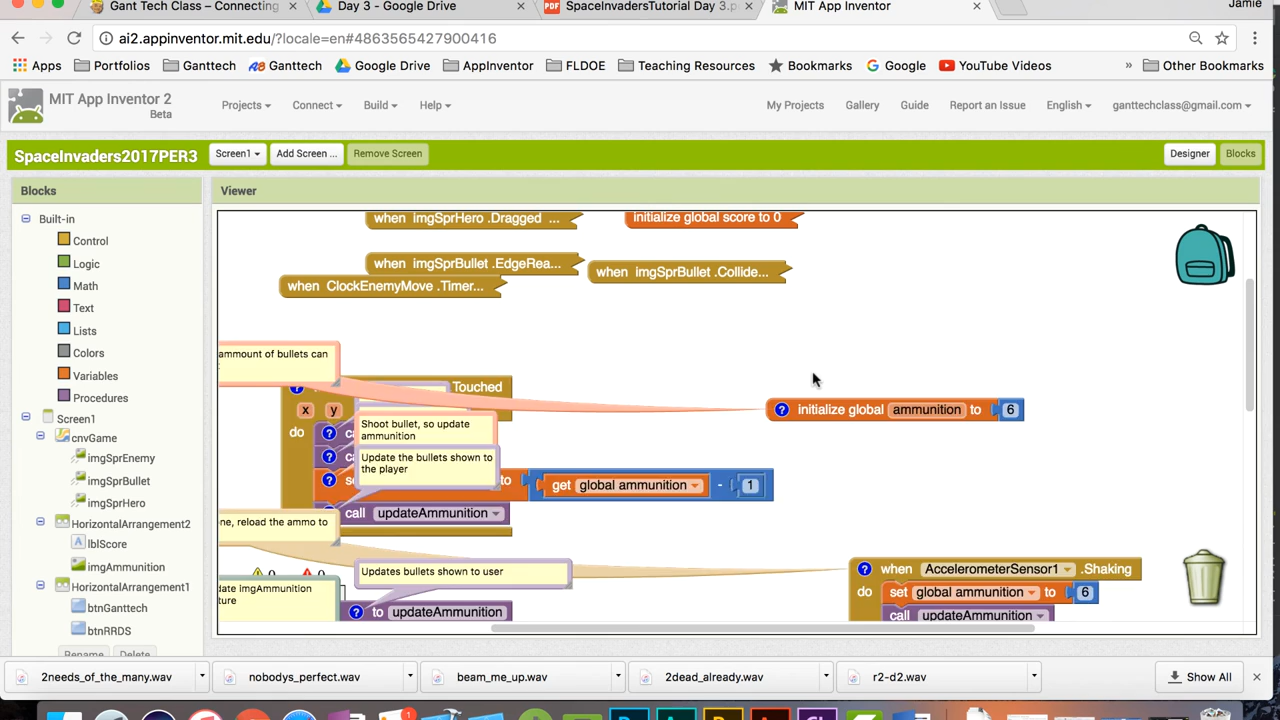 Gant Tech Class – Connecting
Day 3 - Google Drive
SpaceInvadersTutorial Day 3.p
MIT App Inventor
Jamie
ai2.appinventor.mit.edu/?locale=en#4863565427900416
Apps
Portfolios
Ganttech
Ganttech
Google Drive
AppInventor
FLDOE
Teaching Resources
Bookmarks
Google
YouTube Videos
»
Other Bookmarks
MIT App Inventor 2
Beta
Projects
Connect
Build
Help
My Projects
Gallery
Guide
Report an Issue
English
ganttechclass@gmail.com
SpaceInvaders2017PER3
Screen1
Add Screen ...
Remove Screen
Designer
Blocks
Blocks
Viewer
Built-in
Control
Logic
Math
Text
Lists
Colors
Variables
Procedures
Screen1
cnvGame
imgSprEnemy
imgSprBullet
imgSprHero
HorizontalArrangement2
lblScore
imgAmmunition
HorizontalArrangement1
btnGanttech
btnRRDS
Rename Delete
when imgSprHero .Dragged ...
initialize global score to 0
when imgSprBullet .EdgeRea...
when imgSprBullet .Collide...
when ClockEnemyMove .Timer...
ammount of bullets can
Touched
x y
do
Shoot bullet, so update
ammunition
Update the bullets shown to
the player
to get global ammunition - 1
call updateAmmunition
? initialize global ammunition to 6
ne, reload the ammo to
Updates bullets shown to user
date imgAmmunition
ture
? to updateAmmunition
? when AccelerometerSensor1 .Shaking
do set global ammunition to 6
call updateAmmunition
2needs_of_the_many.wav
nobodys_perfect.wav
beam_me_up.wav
2dead_already.wav
r2-d2.wav
Show All